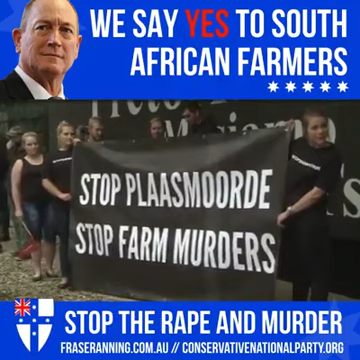 WE SAY YES TO SOUTH
AFRICAN FARMERS
STOP PLAASMOORDE
STOP FARM MURDERS
STOP THE RAPE AND MURDER
FRASERANNING.COM.AU // CONSERVATIVENATIONALPARTY.ORG